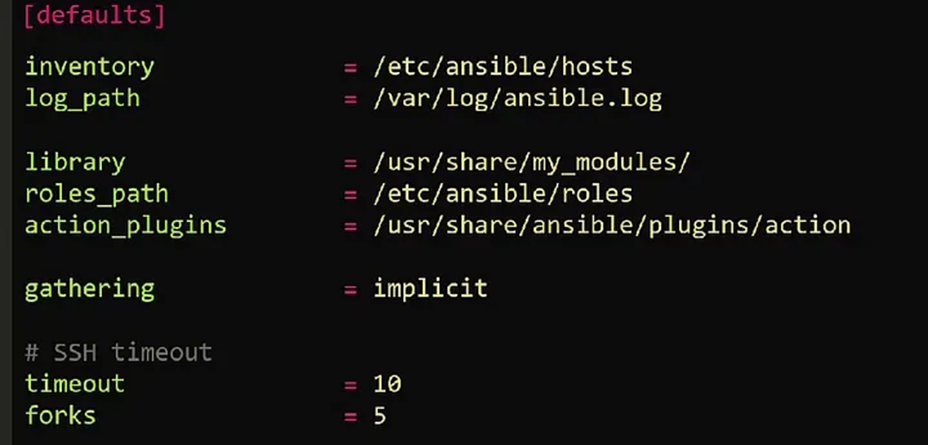 [defaults]
inventory = /etc/ansible/hosts
log_path = /var/log/ansible.log
library = /usr/share/my_modules/
roles_path = /etc/ansible/roles
action_plugins = /usr/share/ansible/plugins/action
gathering = implicit
# SSH timeout
timeout = 10
forks = 5